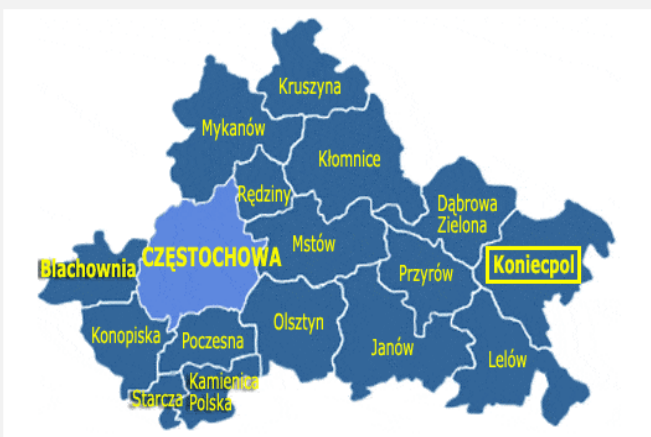 Kruszyna
Mykanów
Kłomnice
Rędziny
Dąbrowa
Zielona
Mstów
CZĘSTOCHOWA
Blachownia
Przyrów
Koniecpol
Konopiska
Poczesna
Olsztyn
Janów
Lelów
Kamienica
Polska
Starcza